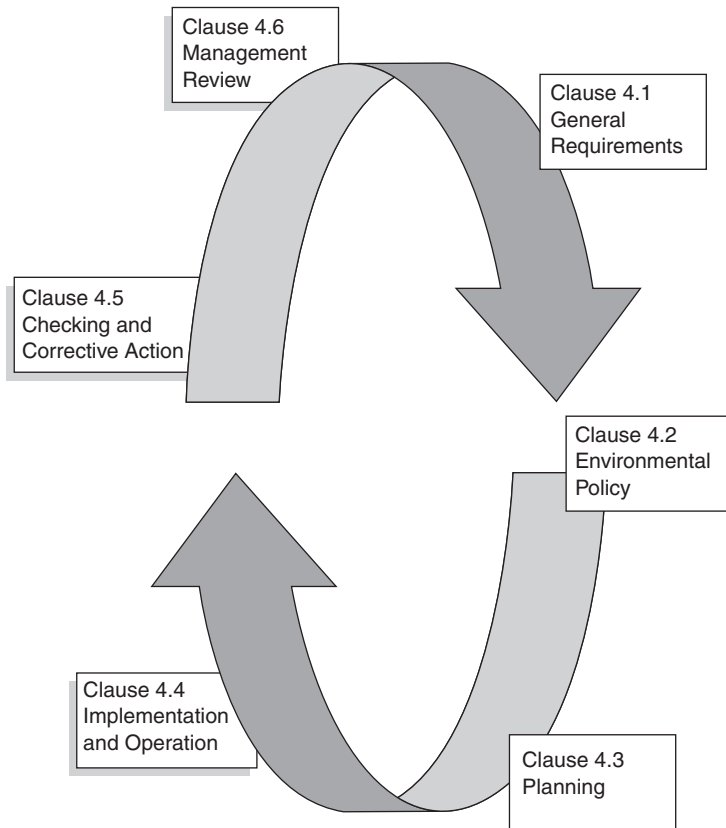 Clause 4.6
Management
Review
Clause 4.1
General
Requirements
Clause 4.5
Checking and
Corrective Action
Clause 4.2
Environmental
Policy
Clause 4.4
Implementation
and Operation
Clause 4.3
Planning